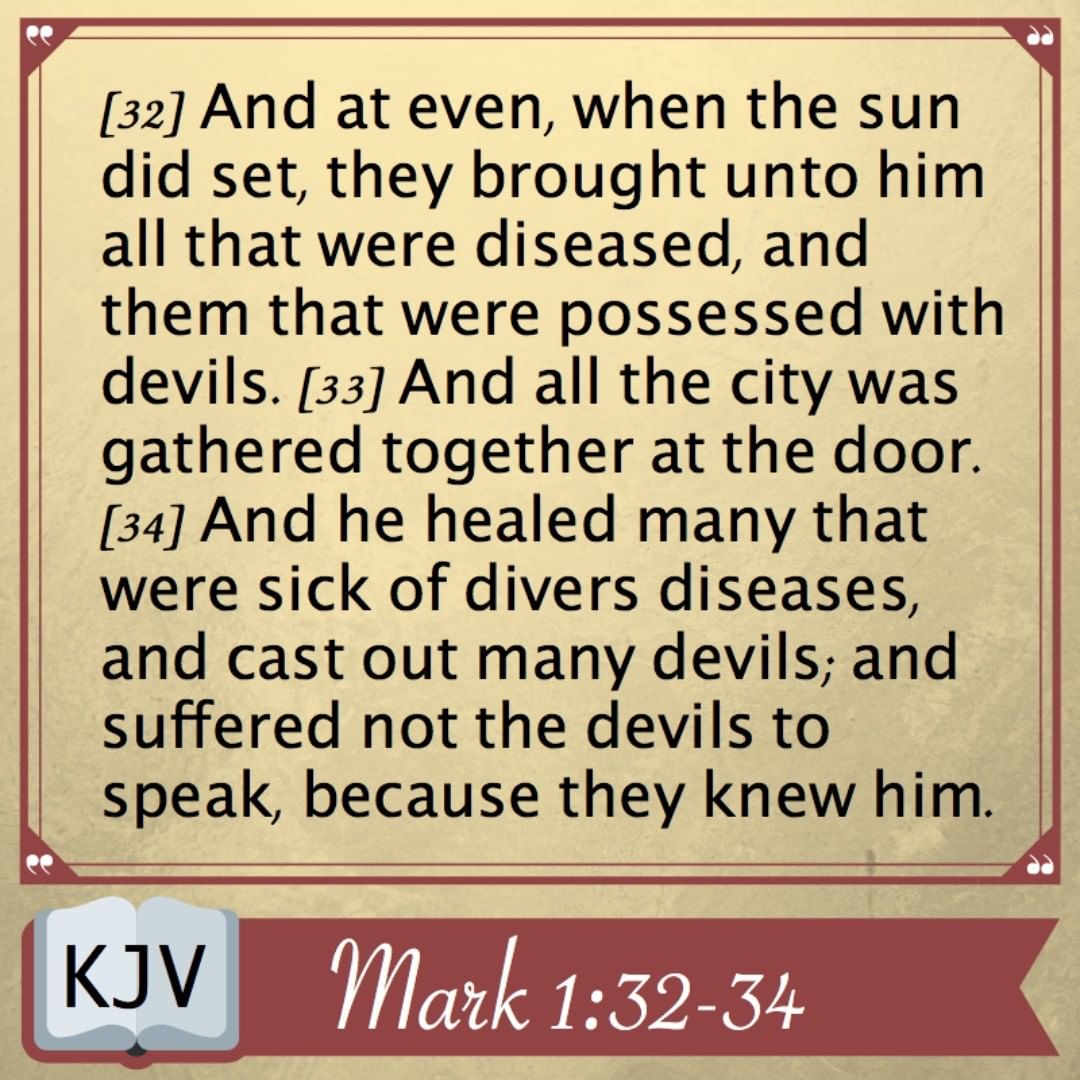 [32] And at even, when the sun
did set, they brought unto him
all that were diseased, and
them that were possessed with
devils. [33] And all the city was
gathered together at the door.
[34] And he healed many that
were sick of divers diseases,
and cast out many devils; and
suffered not the devils to
speak, because they knew him.
KJV
Mark 1:32-34